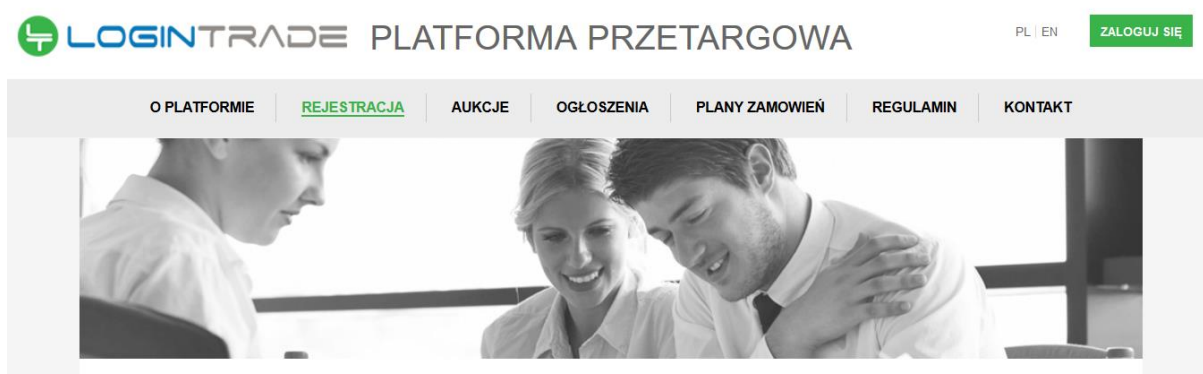 LOGINTRADE PLATFORMA PRZETARGOWA PL | EN ZALOGUJ SIĘ
O PLATFORMIE REJESTRACJA AUKCJE OGŁOSZENIA PLANY ZAMOWIEŃ REGULAMIN KONTAKT